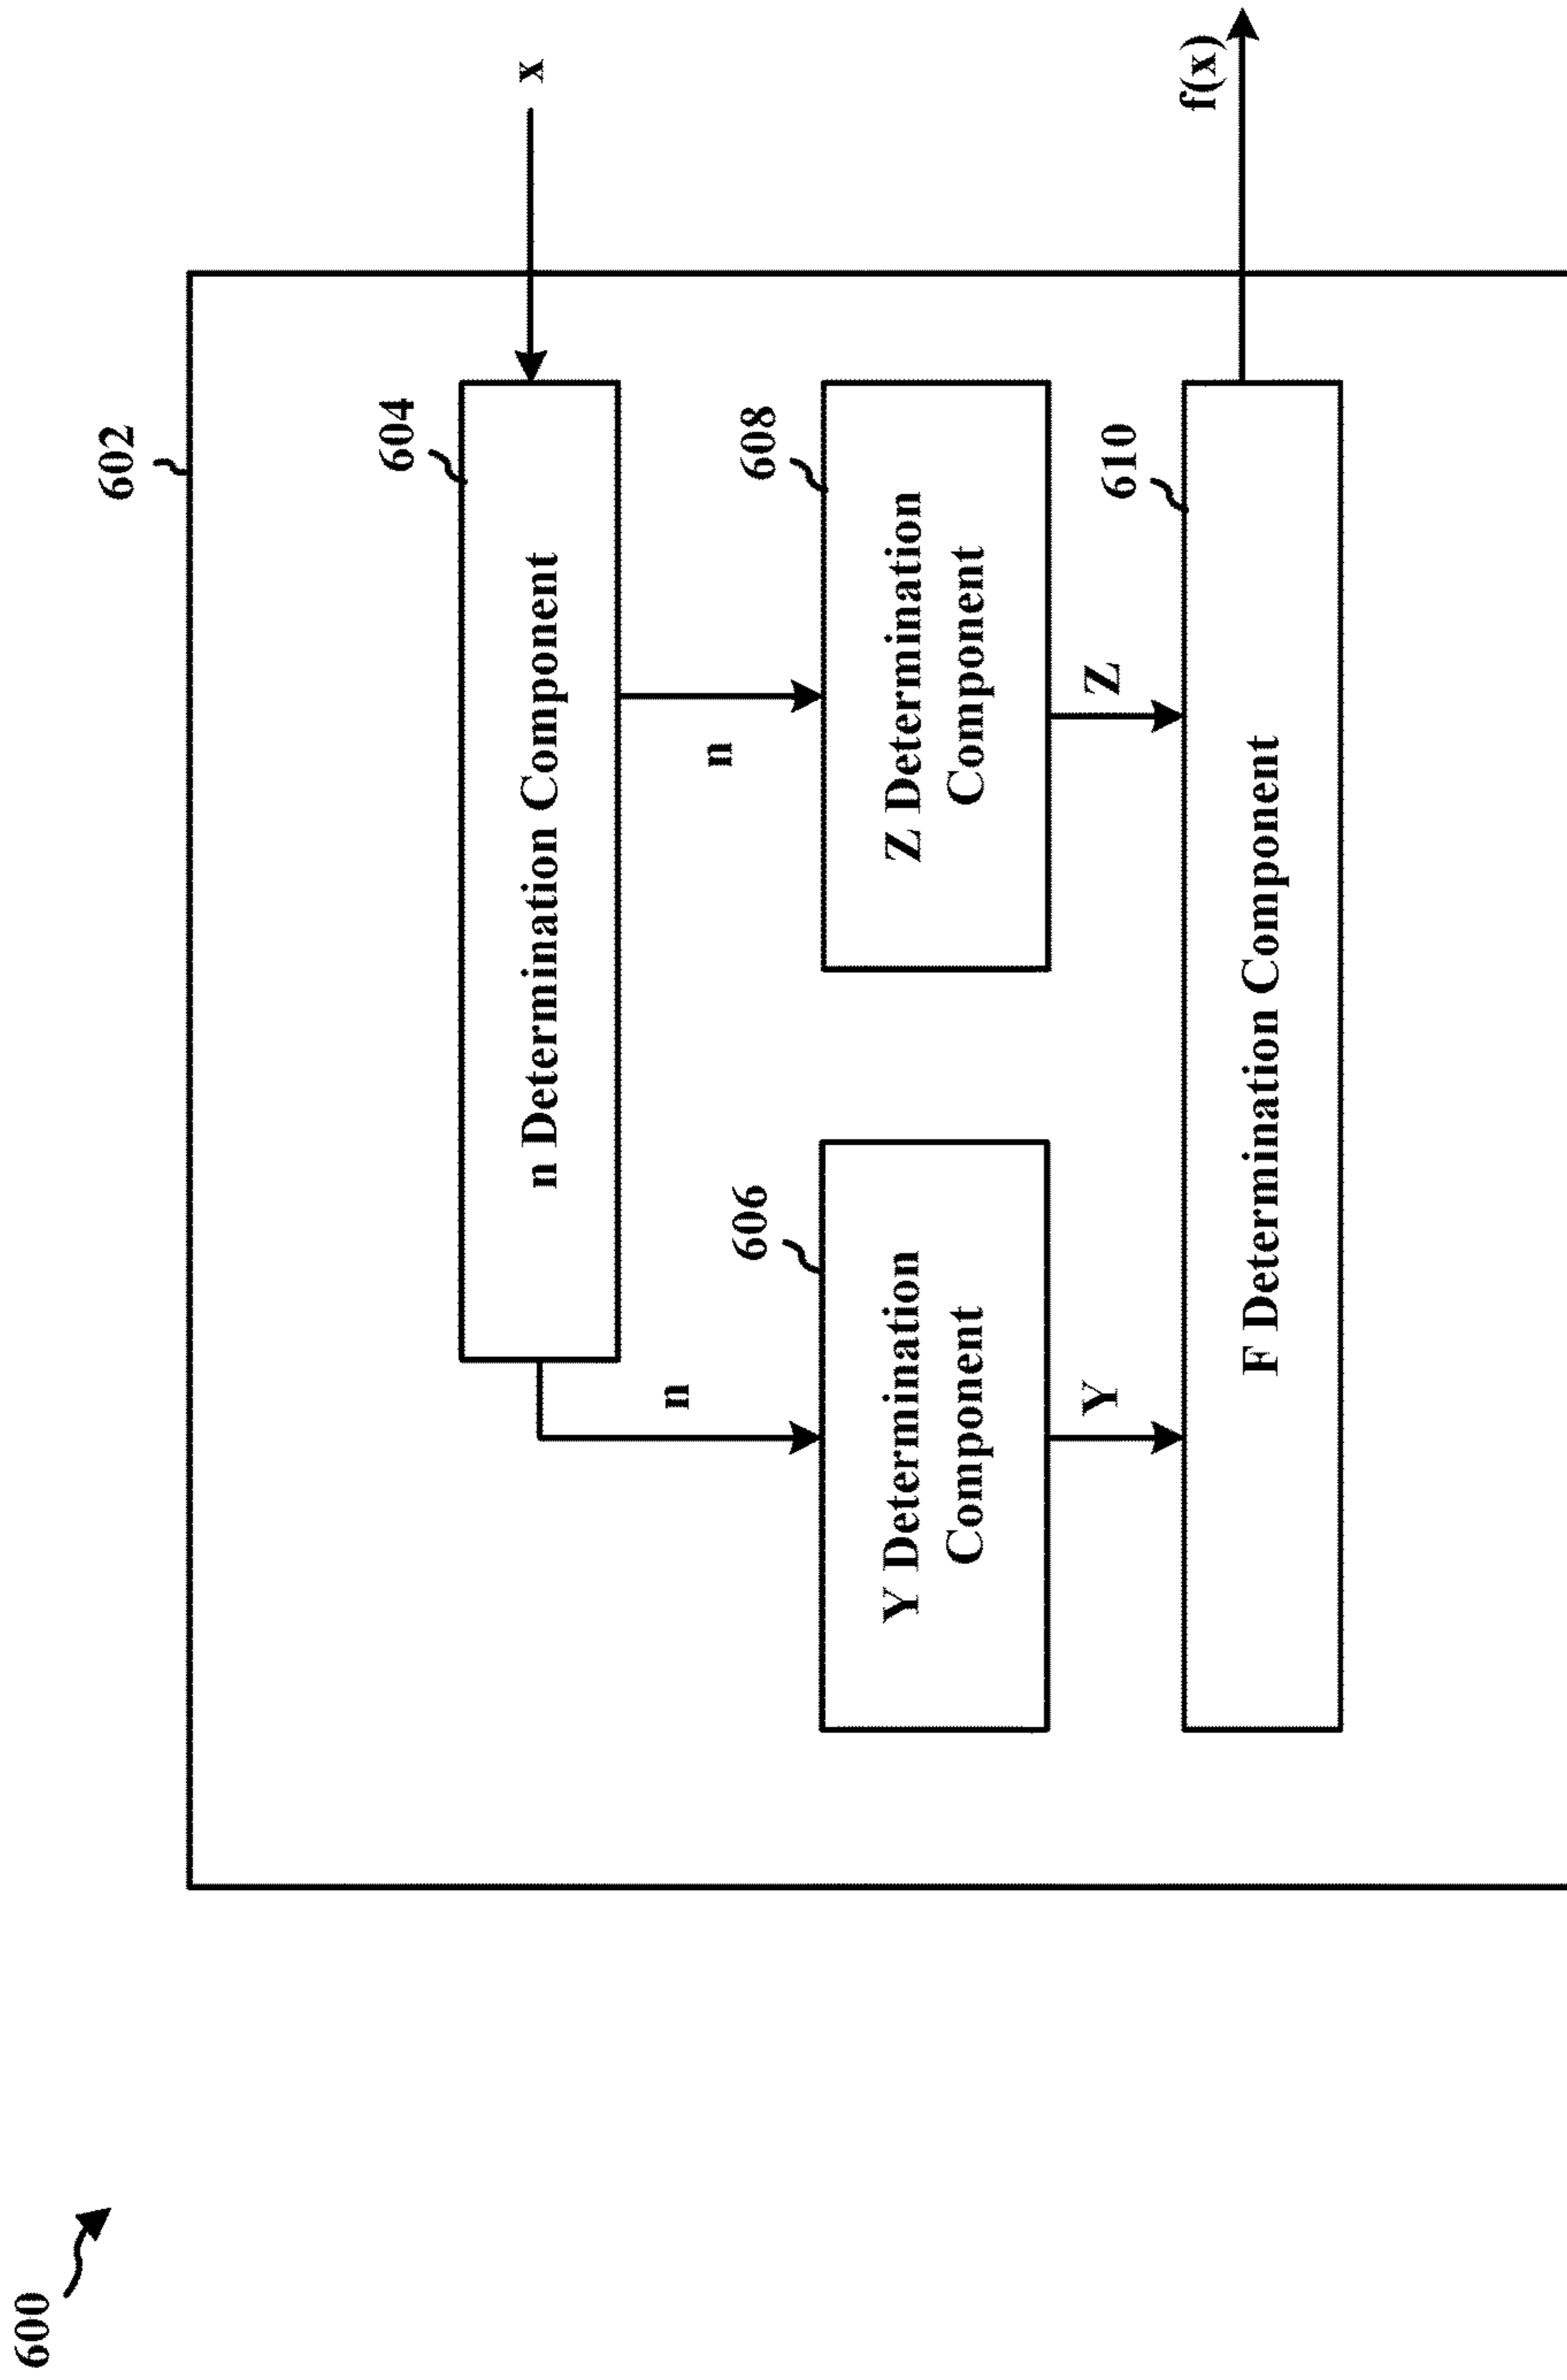 600
602
604
n Determination Component
x
n
n
606
Y Determination
Component
608
Z Determination
Component
Y
Z
610
F Determination Component
f(x)